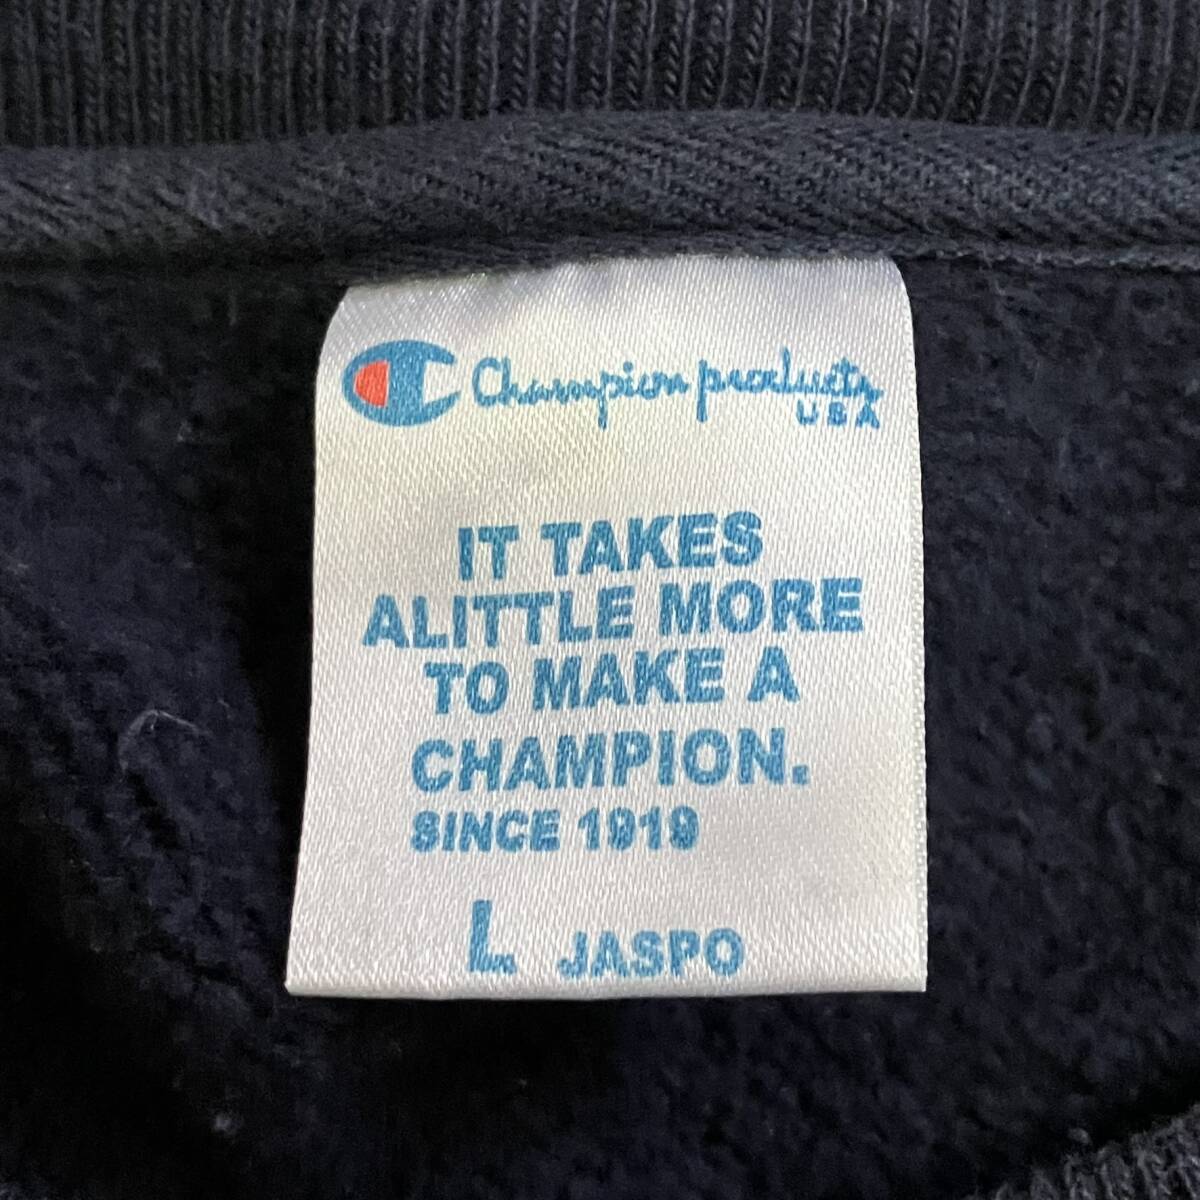 Champion products
USA
IT TAKES
ALITTLE MORE
TO MAKE A
CHAMPION.
SINCE 1919
L JASPO